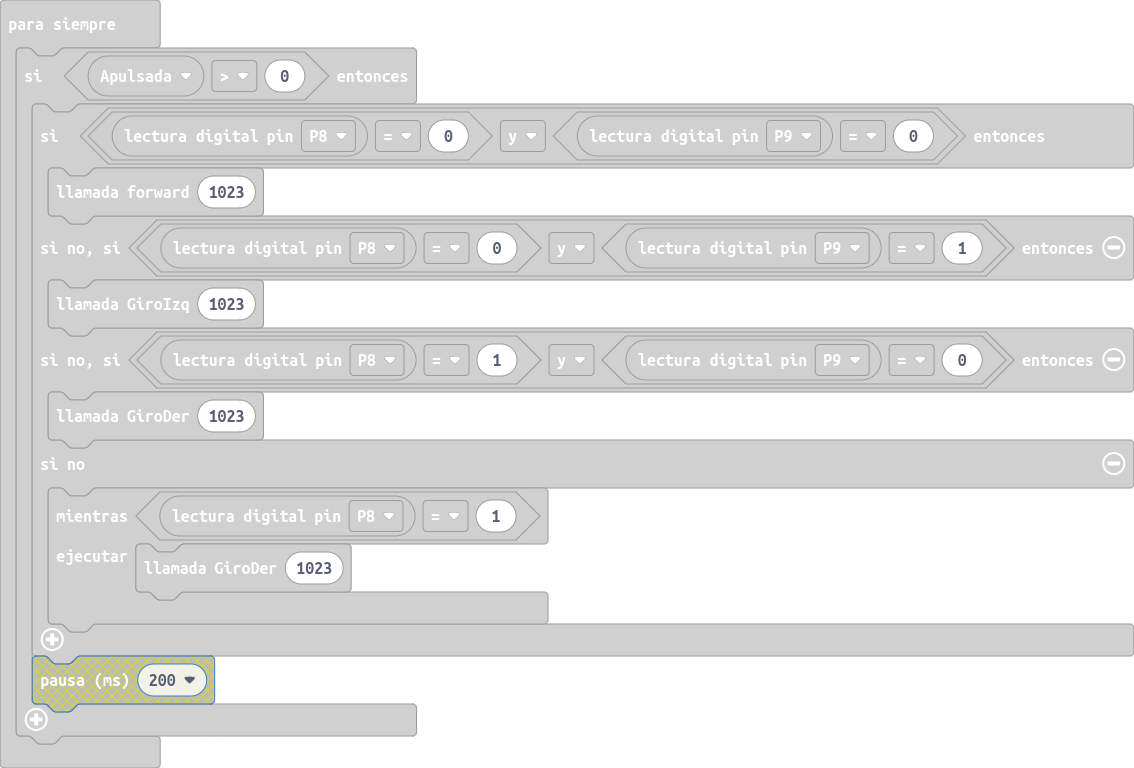 para siempre
si Apulsada > 0 entonces
si lectura digital pin P8 = 0 y lectura digital pin P9 = 0 entonces
llamada forward 1023
si no, si lectura digital pin P8 = 0 y lectura digital pin P9 = 1 entonces
llamada GiroIzq 1023
si no, si lectura digital pin P8 = 1 y lectura digital pin P9 = 0 entonces
llamada GiroDer 1023
si no
mientras lectura digital pin P8 = 1
ejecutar llamada GiroDer 1023
pausa (ms) 200